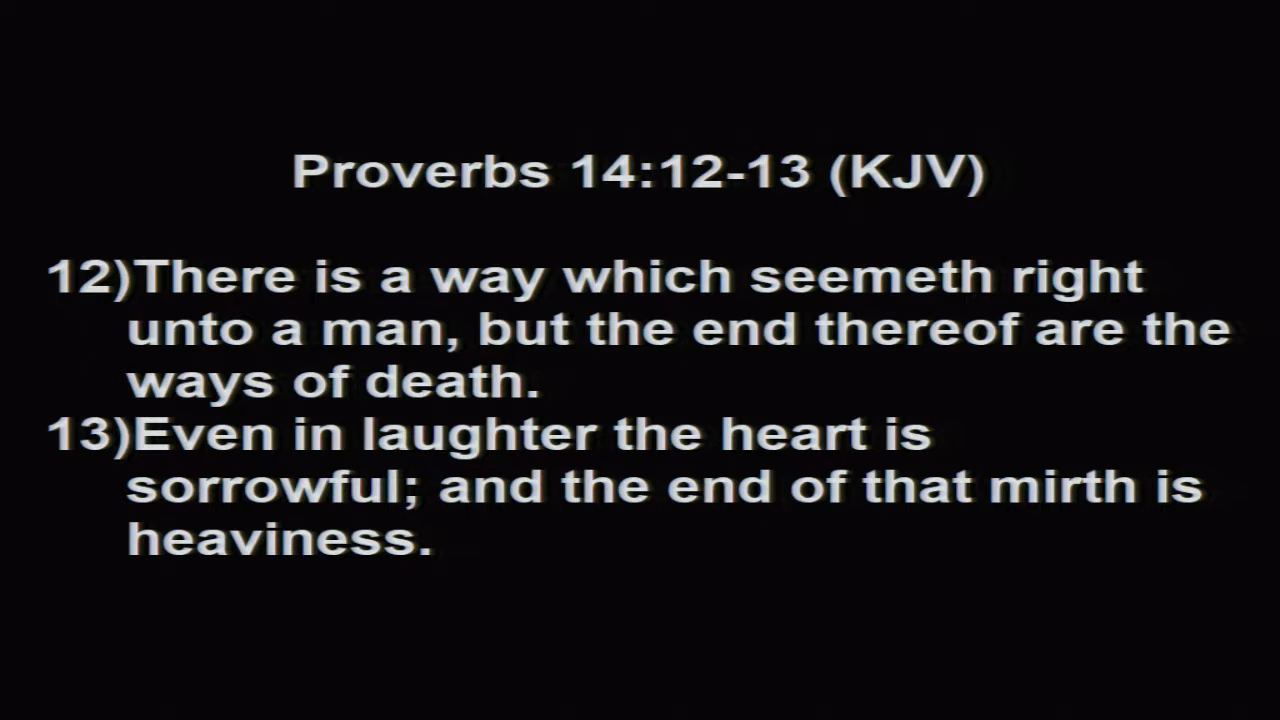 Proverbs 14:12-13 (KJV)
12)There is a way which seemeth right
unto a man, but the end thereof are the
ways of death.
13)Even in laughter the heart is
sorrowful; and the end of that mirth is
heaviness.